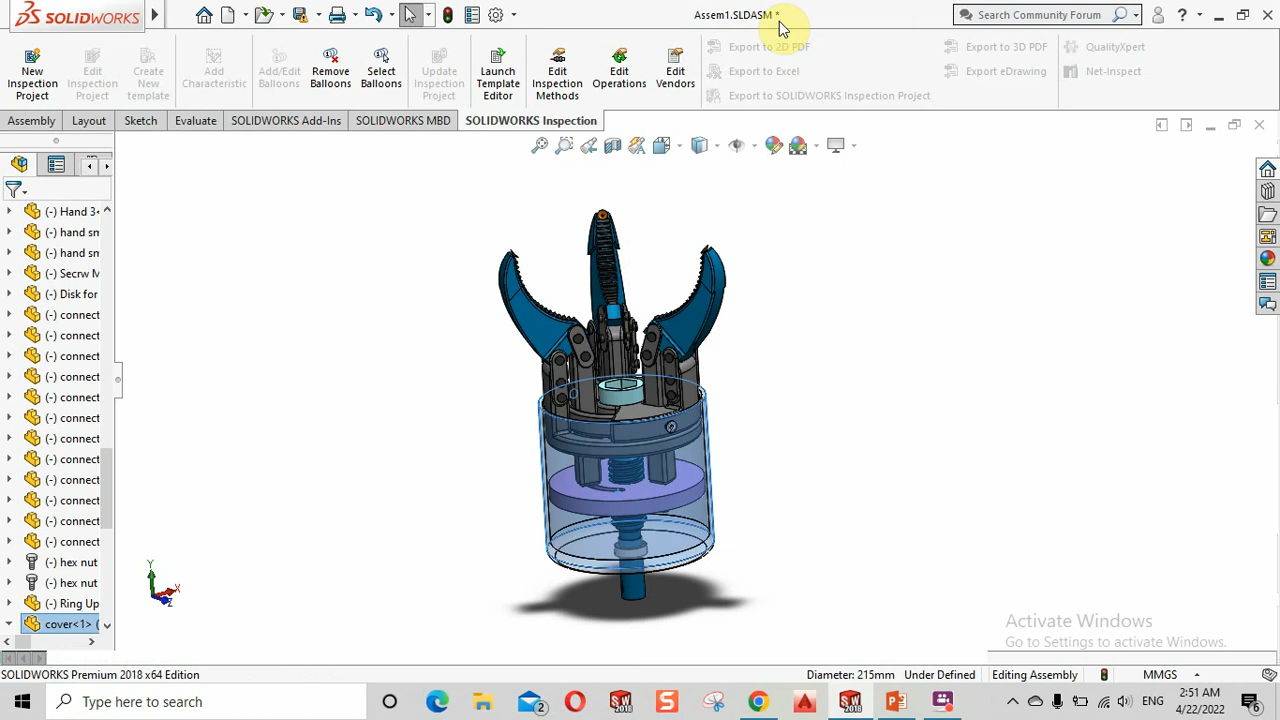 SOLIDWORKS
Assem1.SLDASM *
Search Community Forum
?
New Inspection Project
Edit Inspection Project
Create New template
Add Characteristic
Add/Edit Balloons
Remove Balloons
Select Balloons
Update Inspection Project
Launch Template Editor
Edit Inspection Methods
Edit Operations
Edit Vendors
Export to 2D PDF
Export to Excel
Export to SOLIDWORKS Inspection Project
Export to 3D PDF
Export eDrawing
QualityXpert
Net-Inspect
Assembly
Layout
Sketch
Evaluate
SOLIDWORKS Add-Ins
SOLIDWORKS MBD
SOLIDWORKS Inspection
(-) Hand 3<
(-) hand sm
(-) hand sm
(-) Secrw M
(-) Disk for
(-) connect
(-) connect
(-) connect
(-) connect
(-) connect
(-) connect
(-) connect
(-) connect
(-) connect
(-) connect
(-) connect
(-) connect
(-) hex nut
(-) hex nut
(-) Ring Up
cover<1> (
Y
X
Z
Activate Windows
Go to Settings to activate Windows.
SOLIDWORKS Premium 2018 x64 Edition
Diameter: 215mm
Under Defined
Editing Assembly
MMGS
Type here to search
2
SW
2018
S
A
SW
2018
P
ENG
2:51 AM
4/22/2022
6